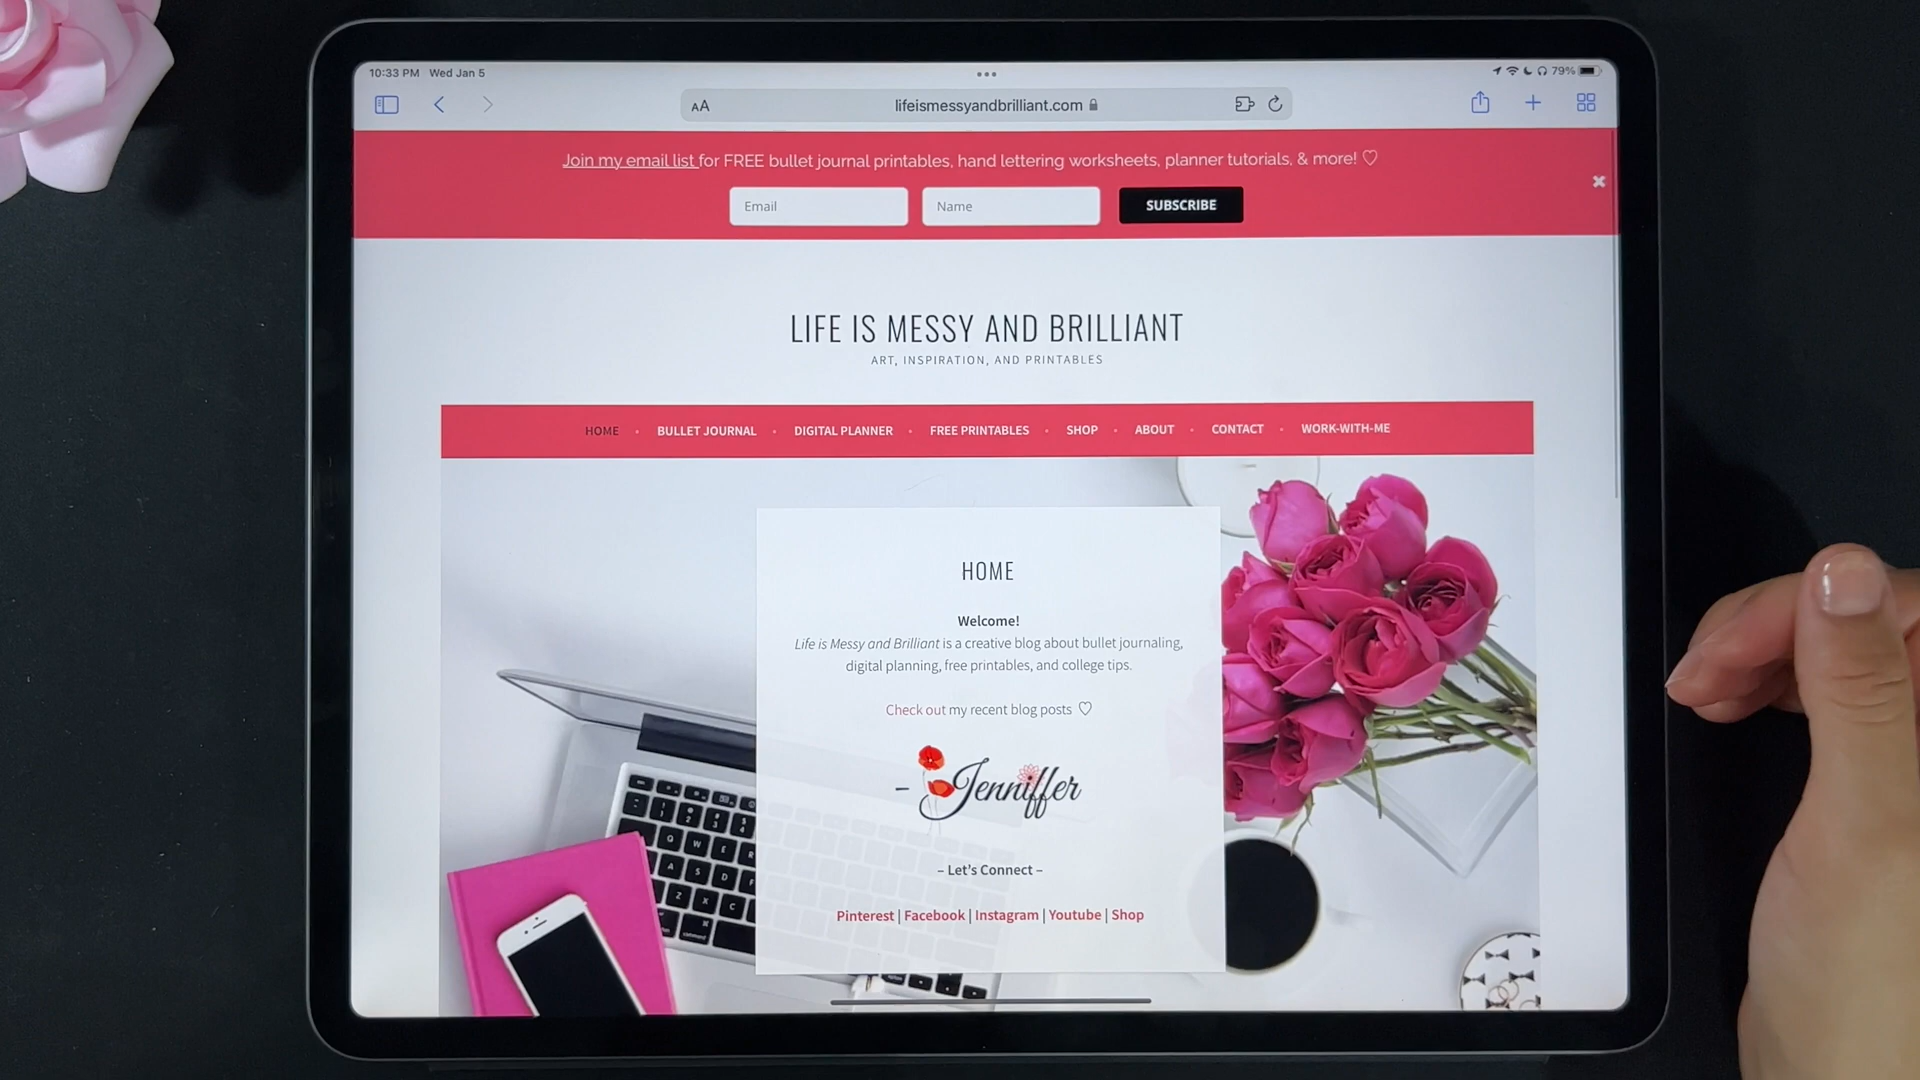 10:33 PM Wed Jan 5
79%
AA lifeismessyandbrilliant.com
Join my email list for FREE bullet journal printables, hand lettering worksheets, planner tutorials, & more! ♡
Email Name SUBSCRIBE
LIFE IS MESSY AND BRILLIANT
ART, INSPIRATION, AND PRINTABLES
HOME • BULLET JOURNAL • DIGITAL PLANNER • FREE PRINTABLES • SHOP • ABOUT • CONTACT • WORK-WITH-ME
HOME
Welcome!
Life is Messy and Brilliant is a creative blog about bullet journaling,
digital planning, free printables, and college tips.
Check out my recent blog posts ♡
– Jenniffer
– Let's Connect –
Pinterest | Facebook | Instagram | Youtube | Shop